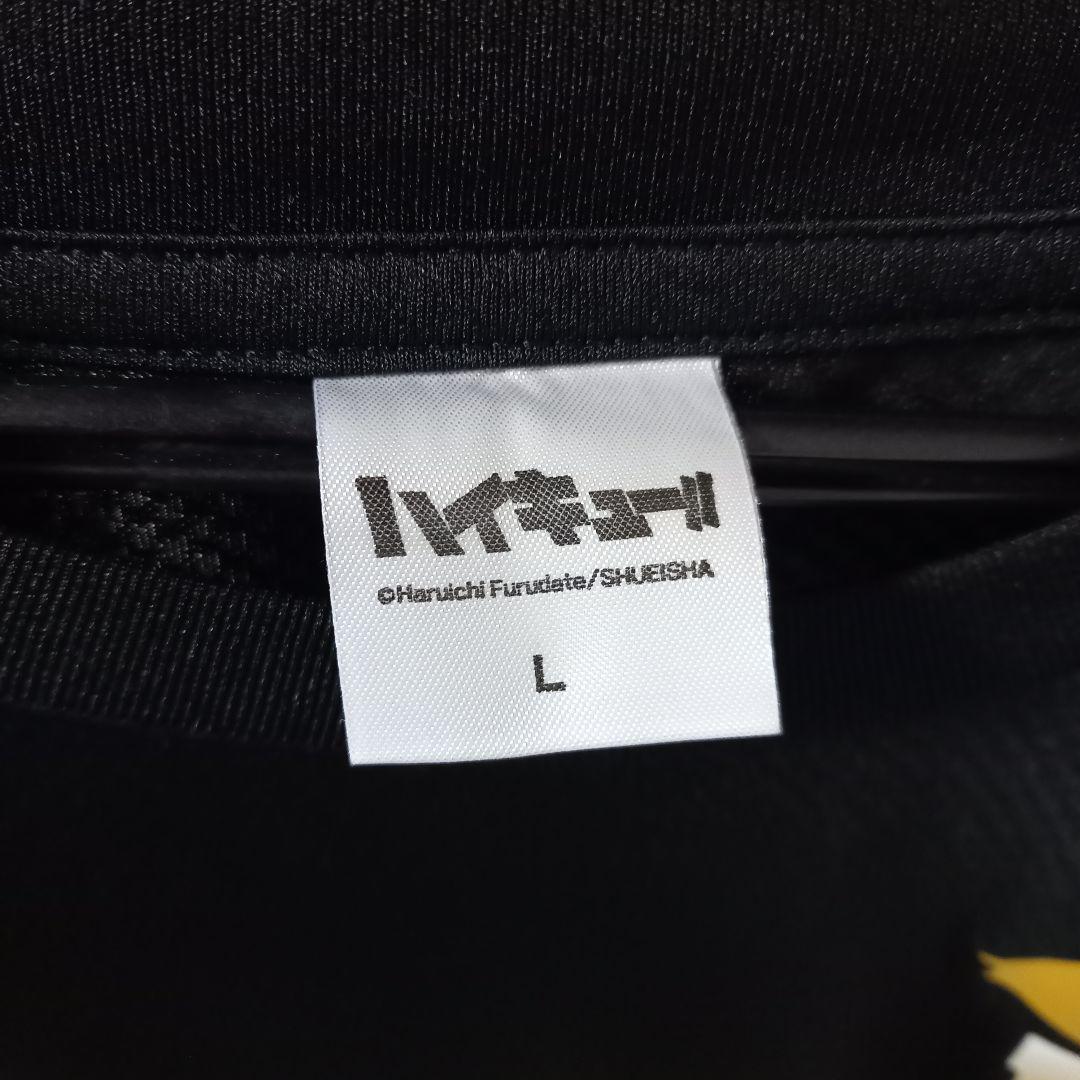 ハイキュー!!
©Haruichi Furudate/SHUEISHA
L